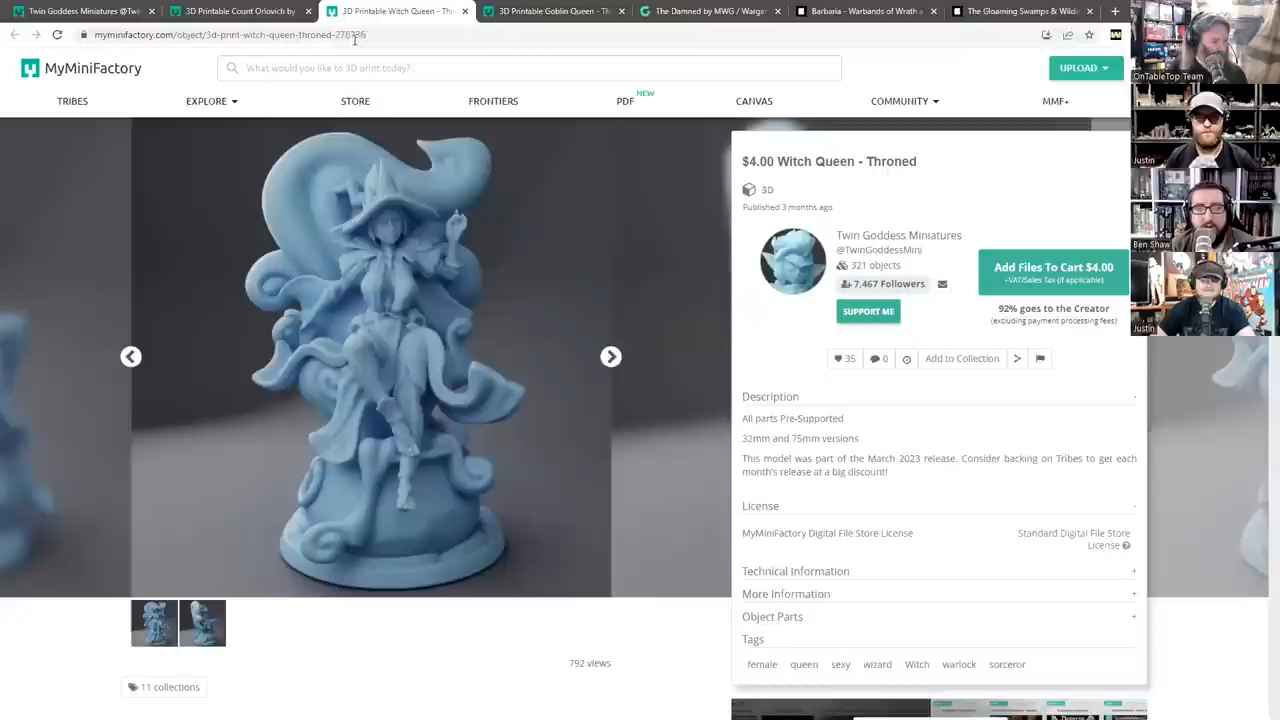 Twin Goddess Miniatures @Twin
3D Printable Count Orlovich by
3D Printable Witch Queen - Thr
3D Printable Goblin Queen - Th
The Damned by MWG / Wargan
Barbara - Warbands of Wrath a
The Gloaming Swamps & Wilde
myminifactory.com/object/3d-print-witch-queen-throned-
MyMiniFactory
What would you like to 3D print today?
UPLOAD
TRIBES
EXPLORE
STORE
FRONTIERS
PDF NEW
CANVAS
COMMUNITY
MMF+
OnTableTop Team
Justin
Ben Shaw
Justin
$4.00 Witch Queen - Throned
3D
Published 3 months ago
Twin Goddess Miniatures
@TwinGoddessMini
321 objects
7,467 Followers
SUPPORT ME
Add Files To Cart $4.00
+VAT/Sales Tax (if applicable)
92% goes to the Creator
(excluding payment processing fees)
35
0
Add to Collection
Description
All parts Pre-Supported
32mm and 75mm versions
This model was part of the March 2023 release. Consider backing on Tribes to get each
month's release at a big discount!
License
MyMiniFactory Digital File Store License
Standard Digital File Store
License
Technical Information
More Information
Object Parts
Tags
female queen sexy wizard Witch warlock sorceror
792 views
11 collections